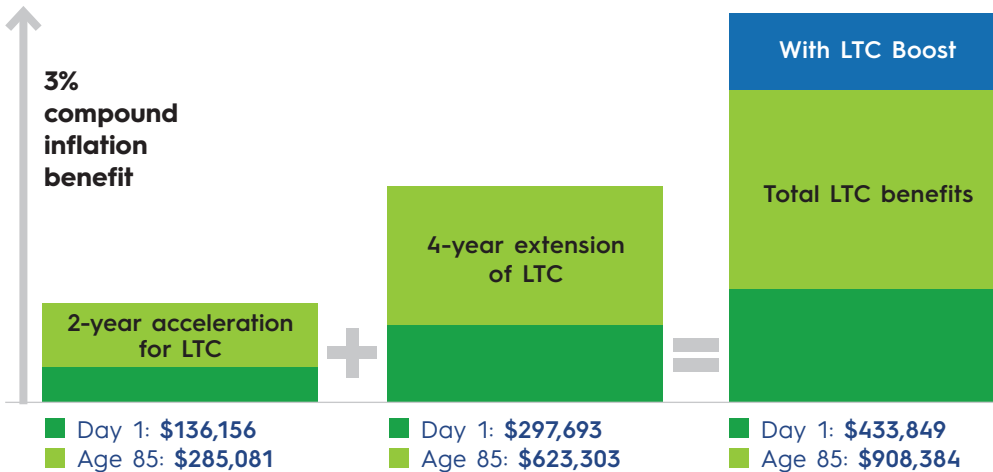 3%
compound
inflation
benefit
2-year acceleration
for LTC
4-year extension
of LTC
With LTC Boost
Total LTC benefits
Day 1: $136,156
Age 85: $285,081
Day 1: $297,693
Age 85: $623,303
Day 1: $433,849
Age 85: $908,384